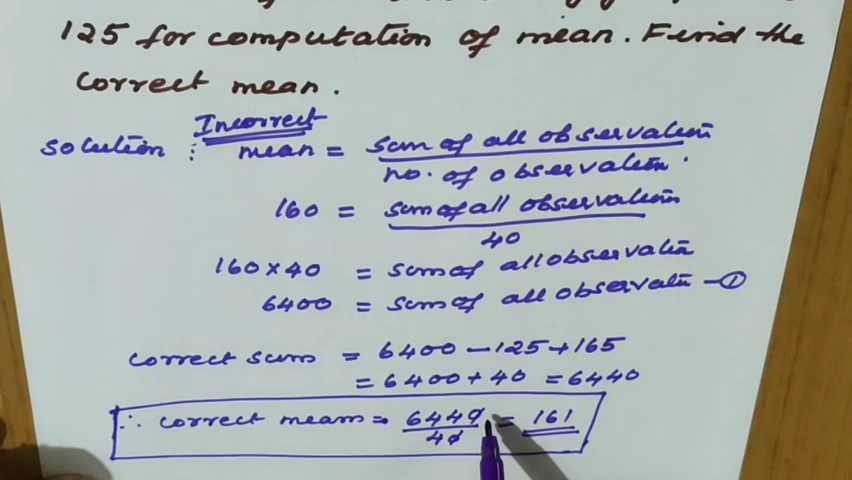 125 for computation of mean. Find the
correct mean.
Incorrect
solution : mean = sum of all observation
no. of observation.
160 = sum of all observation
40
160 x 40 = sum of all observation
6400 = sum of all observatn —①
correct sum = 6400 - 125 + 165
= 6400 + 40 = 6440
∴ correct mean = 6440 = 161
40